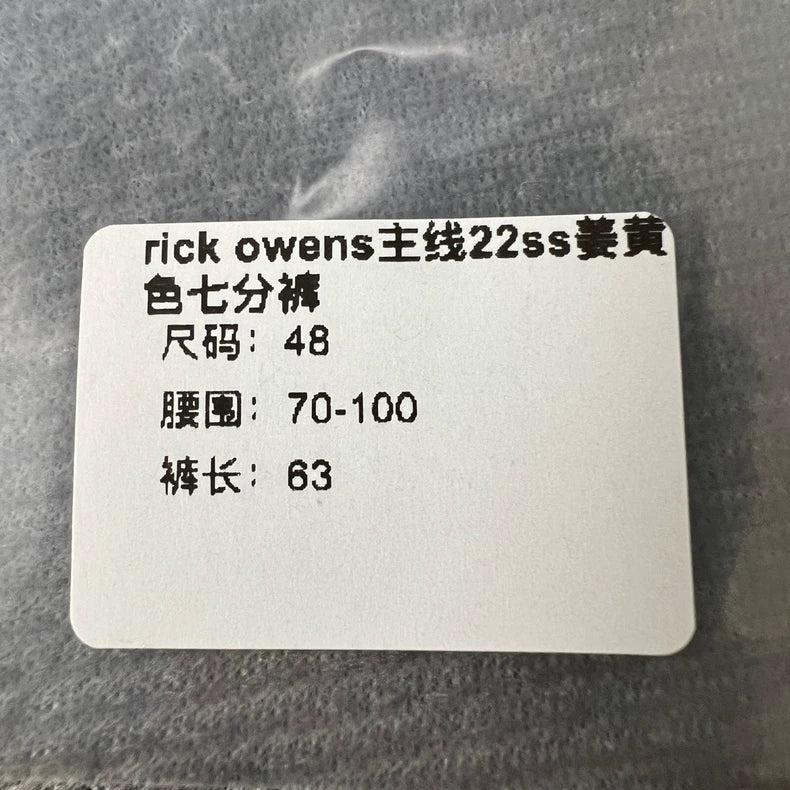 rick owens主线22ss姜黄
色七分裤
尺码：48
腰围：70-100
裤长：63